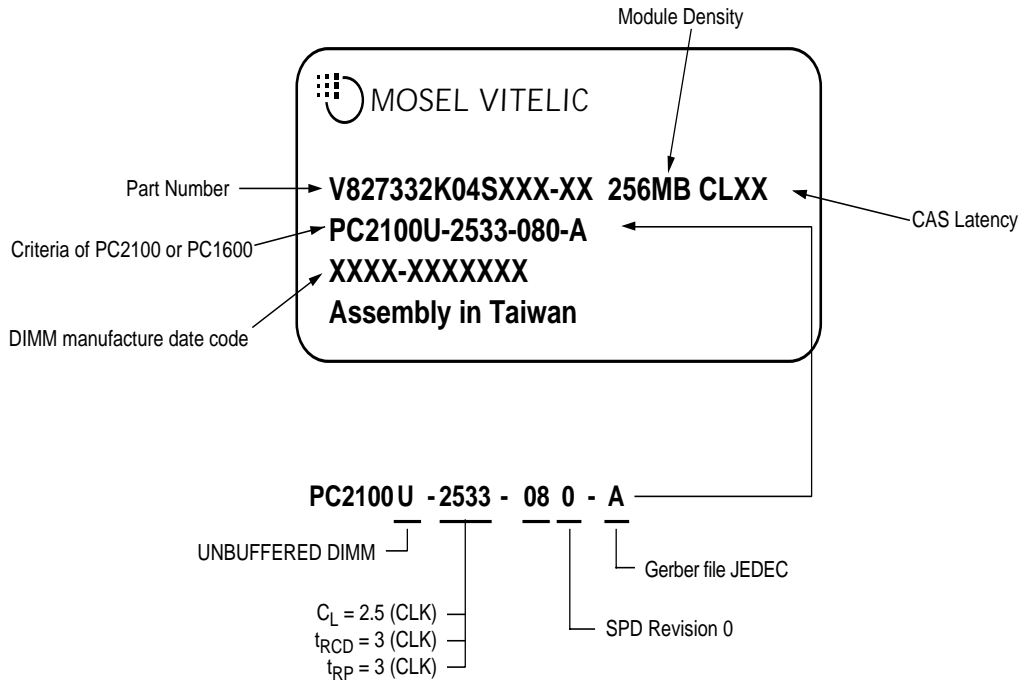 Module Density
MOSEL VITELIC
Part Number
V827332K04SXXX-XX 256MB CLXX
CAS Latency
Criteria of PC2100 or PC1600
PC2100U-2533-080-A
XXXX-XXXXXXX
DIMM manufacture date code
Assembly in Taiwan
PC2100 U - 2533 - 08 0 - A
UNBUFFERED DIMM
Gerber file JEDEC
CL = 2.5 (CLK)
SPD Revision 0
tRCD = 3 (CLK)
tRP = 3 (CLK)